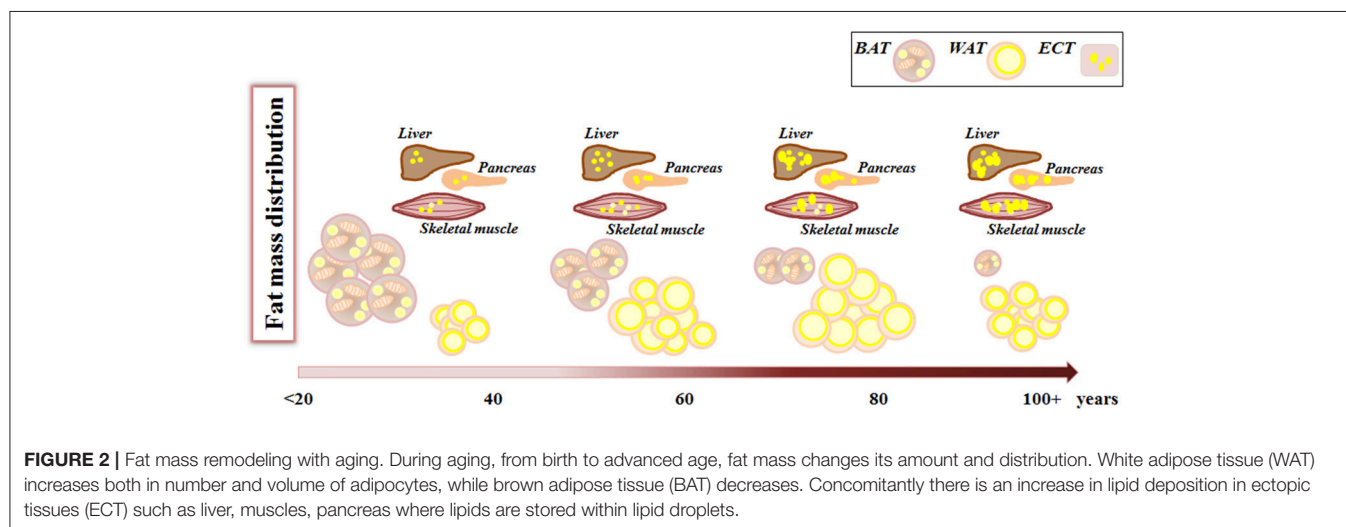 BAT WAT ECT
Fat mass distribution
Liver Liver Liver Liver
Pancreas Pancreas Pancreas Pancreas
Skeletal muscle Skeletal muscle Skeletal muscle Skeletal muscle
<20 40 60 80 100+ years
FIGURE 2 | Fat mass remodeling with aging. During aging, from birth to advanced age, fat mass changes its amount and distribution. White adipose tissue (WAT)
increases both in number and volume of adipocytes, while brown adipose tissue (BAT) decreases. Concomitantly there is an increase in lipid deposition in ectopic
tissues (ECT) such as liver, muscles, pancreas where lipids are stored within lipid droplets.